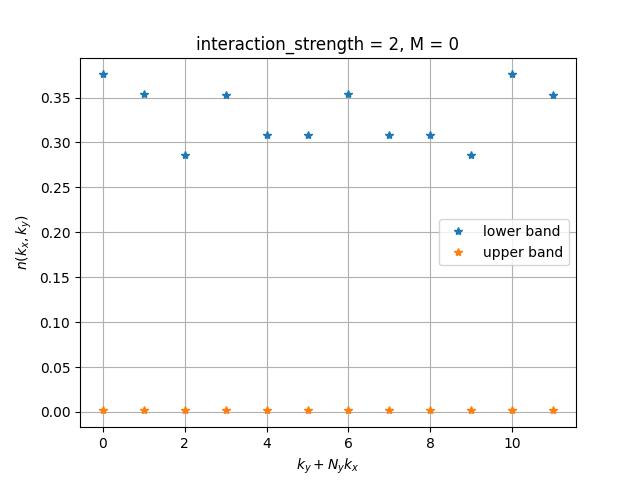 interaction_strength = 2, M = 0
0.35
0.30
0.25
0.20
0.15
0.10
0.05
0.00
n(k_x, k_y)
lower band
upper band
0 2 4 6 8 10
k_y + N_y k_x